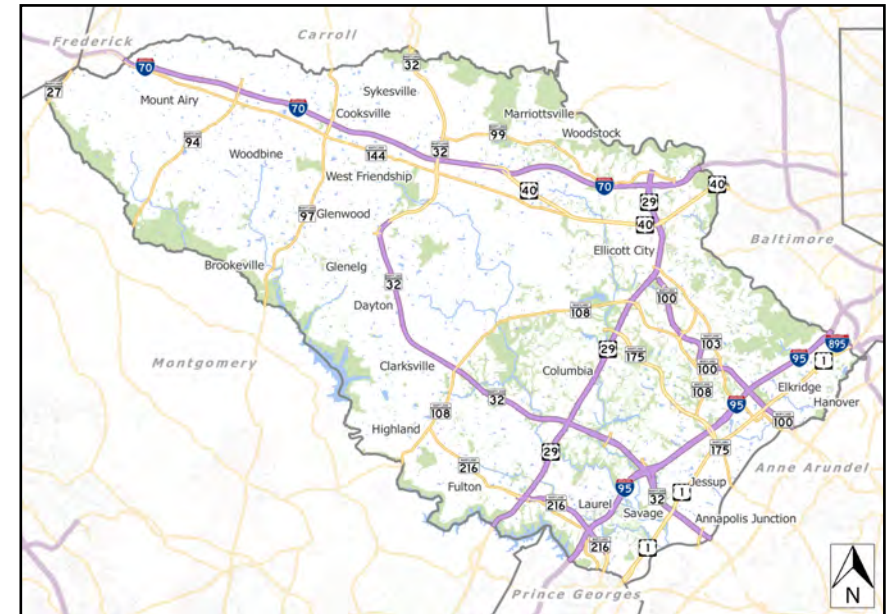 Frederick
Carroll
70
32
27
Mount Airy
70
Sykesville
Cooksville
Marriottsville
94
99
Woodstock
Woodbine
144
32
West Friendship
70
40
40
29
97
Glenwood
40
Ellicott City
Baltimore
Brookeville
Glenelg
32
100
Dayton
108
103
895
95
1
Montgomery
29
175
Clarksville
Columbia
100
Elkridge
32
108
Hanover
108
95
100
Highland
29
175
Anne Arundel
216
Fulton
95
Jessup
1
32
216
Laurel
Savage
Annapolis Junction
216
1
Prince Georges
N